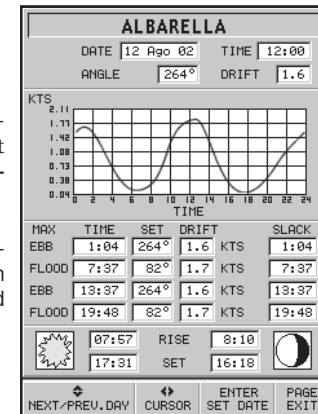 ALBARELLA
DATE 12 Ago 02 TIME 12:00
ANGLE 264° DRIFT 1.6
KTS
2.11
1.77
1.42
1.08
0.73
0.38
0.04
0 2 4 6 8 10 12 14 16 18 20 22 24
TIME
MAX TIME SET DRIFT SLACK
EBB 1:04 264° 1.6 KTS 1:04
FLOOD 7:37 82° 1.7 KTS 7:37
EBB 13:37 264° 1.6 KTS 13:37
FLOOD 19:48 82° 1.7 KTS 19:48
07:57 RISE 8:10
17:31 SET 16:18
NEXT/PREV.DAY CURSOR ENTER SET DATE PAGE EXIT